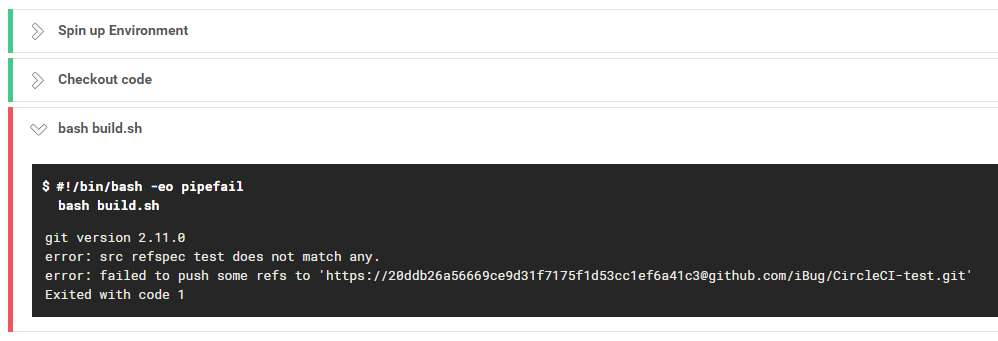 Spin up Environment
Checkout code
bash build.sh
$ #!/bin/bash -eo pipefail
bash build.sh
git version 2.11.0
error: src refspec test does not match any.
error: failed to push some refs to 'https://20ddb26a56669ce9d31f7175f1d53cc1ef6a41c3@github.com/iBug/CircleCI-test.git'
Exited with code 1